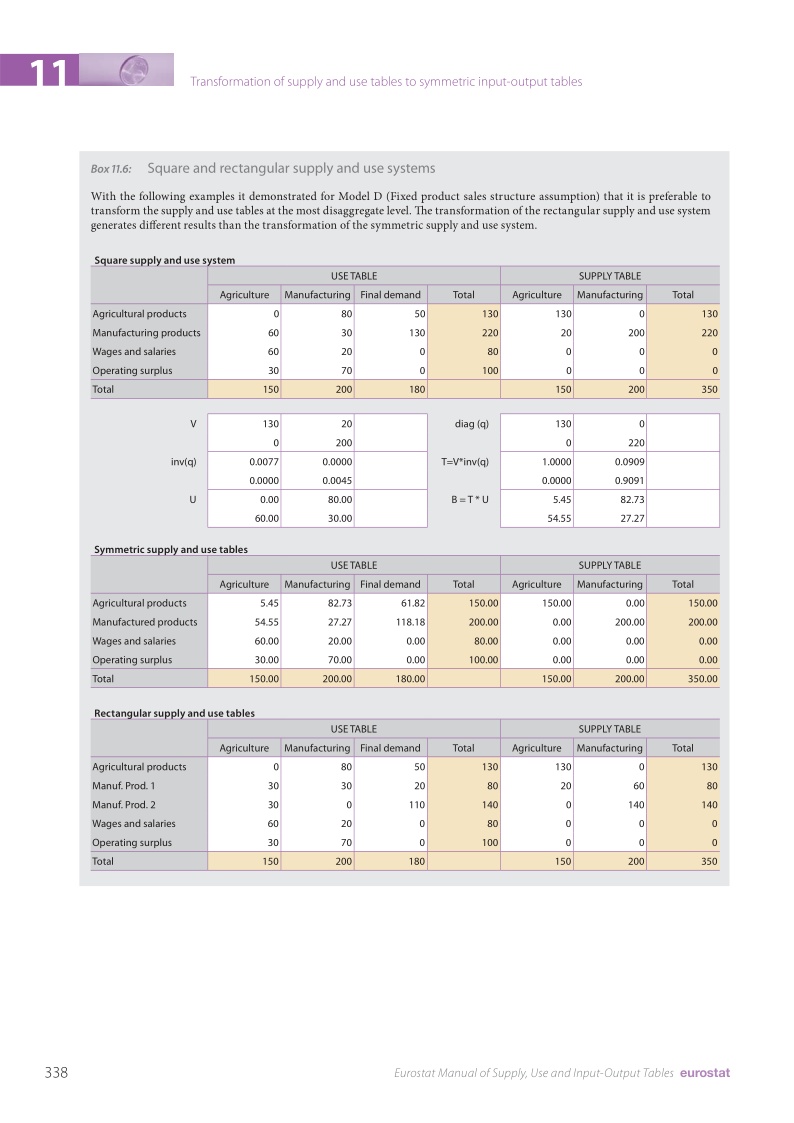 11
Transformation of supply and use tables to symmetric input-output tables
Box 11.6: Square and rectangular supply and use systems
With the following examples it demonstrated for Model D (Fixed product sales structure assumption) that it is preferable to
transform the supply and use tables at the most disaggregate level. The transformation of the rectangular supply and use system
generates different results than the transformation of the symmetric supply and use system.
Square supply and use system
USE TABLE SUPPLY TABLE
Agriculture Manufacturing Final demand Total Agriculture Manufacturing Total
Agricultural products 0 80 50 130 130 0 130
Manufacturing products 60 30 130 220 20 200 220
Wages and salaries 60 20 0 80 0 0 0
Operating surplus 30 70 0 100 0 0 0
Total 150 200 180 150 200 350
V 130 20 diag (q) 130 0
0 200 0 220
inv(q) 0.0077 0.0000 T=V*inv(q) 1.0000 0.0909
0.0000 0.0045 0.0000 0.9091
U 0.00 80.00 B = T * U 5.45 82.73
60.00 30.00 54.55 27.27
Symmetric supply and use tables
USE TABLE SUPPLY TABLE
Agriculture Manufacturing Final demand Total Agriculture Manufacturing Total
Agricultural products 5.45 82.73 61.82 150.00 150.00 0.00 150.00
Manufactured products 54.55 27.27 118.18 200.00 0.00 200.00 200.00
Wages and salaries 60.00 20.00 0.00 80.00 0.00 0.00 0.00
Operating surplus 30.00 70.00 0.00 100.00 0.00 0.00 0.00
Total 150.00 200.00 180.00 150.00 200.00 350.00
Rectangular supply and use tables
USE TABLE SUPPLY TABLE
Agriculture Manufacturing Final demand Total Agriculture Manufacturing Total
Agricultural products 0 80 50 130 130 0 130
Manuf. Prod. 1 30 30 20 80 20 60 80
Manuf. Prod. 2 30 0 110 140 0 140 140
Wages and salaries 60 20 0 80 0 0 0
Operating surplus 30 70 0 100 0 0 0
Total 150 200 180 150 200 350
338 Eurostat Manual of Supply, Use and Input-Output Tables eurostat